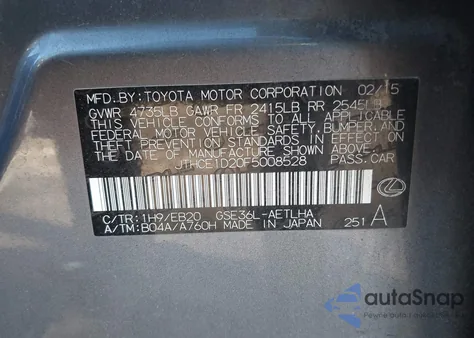 MFD.BY:TOYOTA MOTOR CORPORATION 02/15
GVWR 4735LB GAWR FR 2415LB RR 2545LB
THIS VEHICLE CONFORMS TO ALL APPLICABLE
FEDERAL MOTOR VEHICLE SAFETY, BUMPER, AND
THEFT PREVENTION STANDARDS IN EFFECT ON
THE DATE OF MANUFACTURE SHOWN ABOVE.
PASS.CAR
C/TR: 1H9/EB20 GSE36L-AETLHA
A/TM: B04A/A760H MADE IN JAPAN 251 A
autoSnap